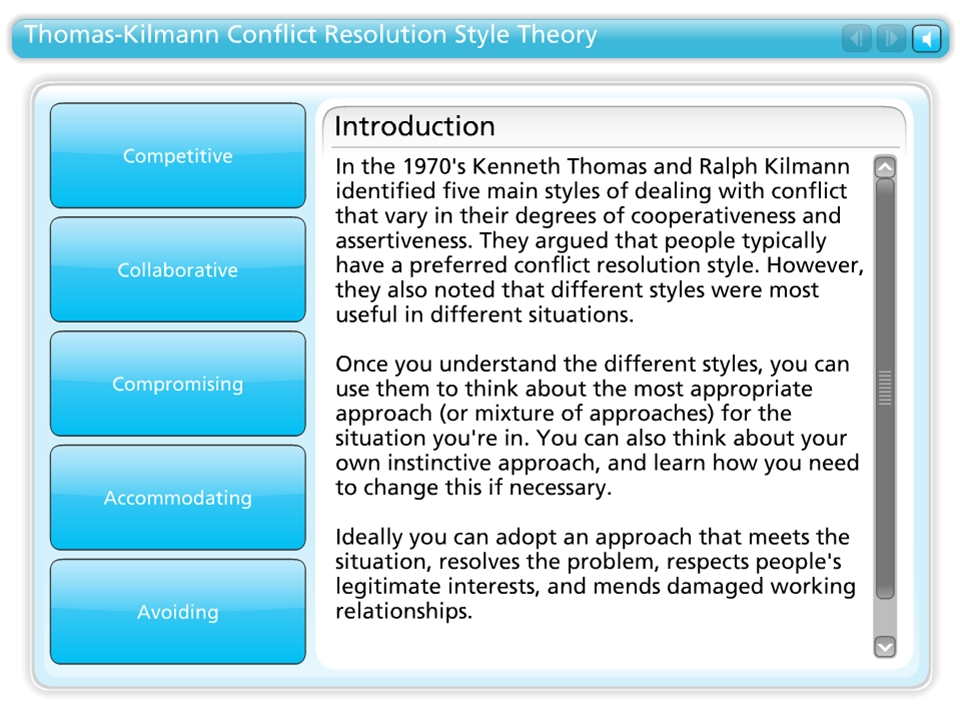 Thomas-Kilmann Conflict Resolution Style Theory
Competitive
Collaborative
Compromising
Accommodating
Avoiding
Introduction
In the 1970's Kenneth Thomas and Ralph Kilmann
identified five main styles of dealing with conflict
that vary in their degrees of cooperativeness and
assertiveness. They argued that people typically
have a preferred conflict resolution style. However,
they also noted that different styles were most
useful in different situations.
Once you understand the different styles, you can
use them to think about the most appropriate
approach (or mixture of approaches) for the
situation you're in. You can also think about your
own instinctive approach, and learn how you need
to change this if necessary.
Ideally you can adopt an approach that meets the
situation, resolves the problem, respects people's
legitimate interests, and mends damaged working
relationships.